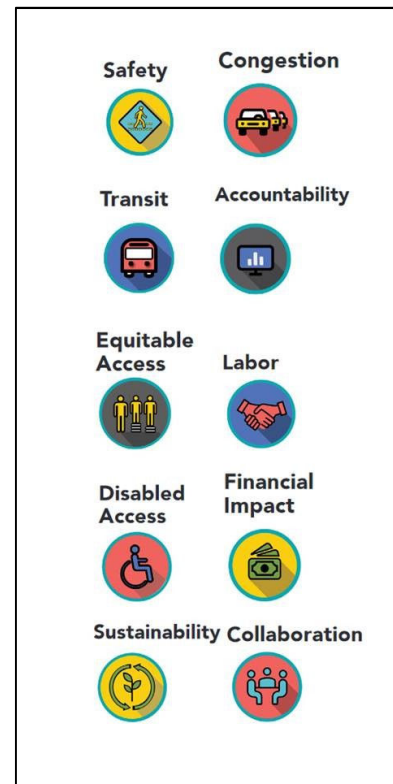 Safety
Congestion
Transit
Accountability
Equitable
Access
Labor
Disabled
Access
Financial
Impact
Sustainability
Collaboration